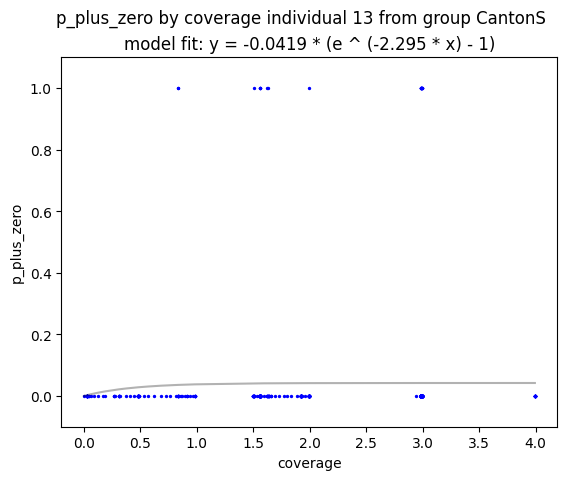 p_plus_zero by coverage individual 13 from group CantonS
model fit: y = -0.0419 * (e ^ (-2.295 * x) - 1)
1.0
0.8
0.6
0.4
0.2
0.0
p_plus_zero
0.0 0.5 1.0 1.5 2.0 2.5 3.0 3.5 4.0
coverage